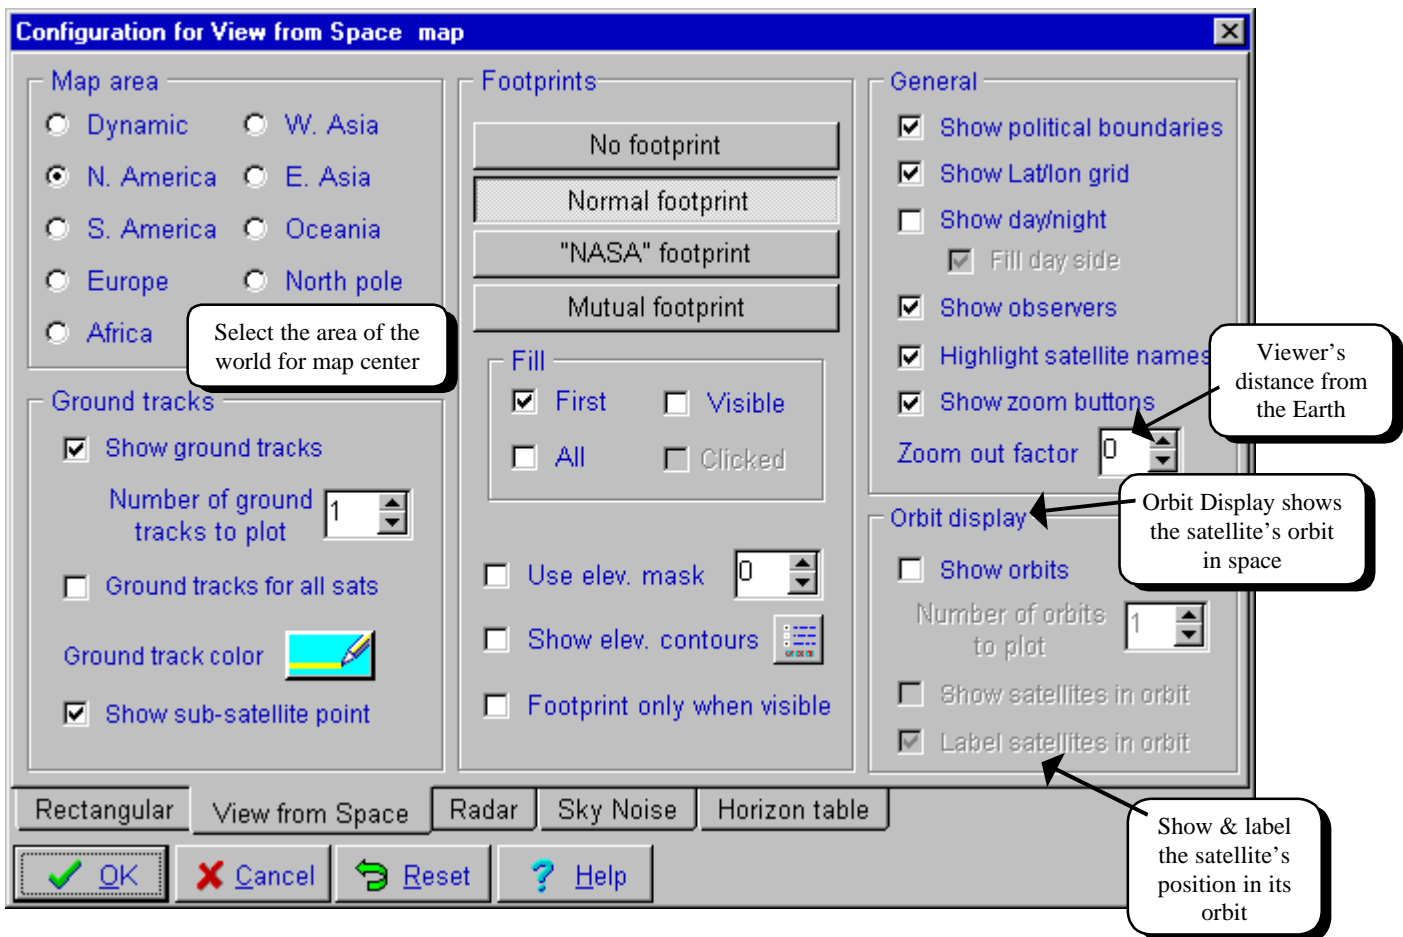 Configuration for View from Space map
Map area
Dynamic
W. Asia
N. America
E. Asia
S. America
Oceania
Europe
North pole
Africa
Select the area of the
world for map center
Ground tracks
Show ground tracks
Number of ground
tracks to plot
1
Ground tracks for all sats
Ground track color
Show sub-satellite point
Footprints
No footprint
Normal footprint
"NASA" footprint
Mutual footprint
Fill
First
Visible
All
Clicked
Use elev. mask
0
Show elev. contours
Footprint only when visible
General
Show political boundaries
Show Lat/lon grid
Show day/night
Fill day side
Show observers
Highlight satellite names
Show zoom buttons
Zoom out factor
0
Viewer’s
distance from
the Earth
Orbit display
Orbit Display shows
the satellite’s orbit
in space
Show orbits
Number of orbits
to plot
1
Show satellites in orbit
Label satellites in orbit
Show & label
the satellite’s
position in its
orbit
Rectangular
View from Space
Radar
Sky Noise
Horizon table
OK
Cancel
Reset
Help